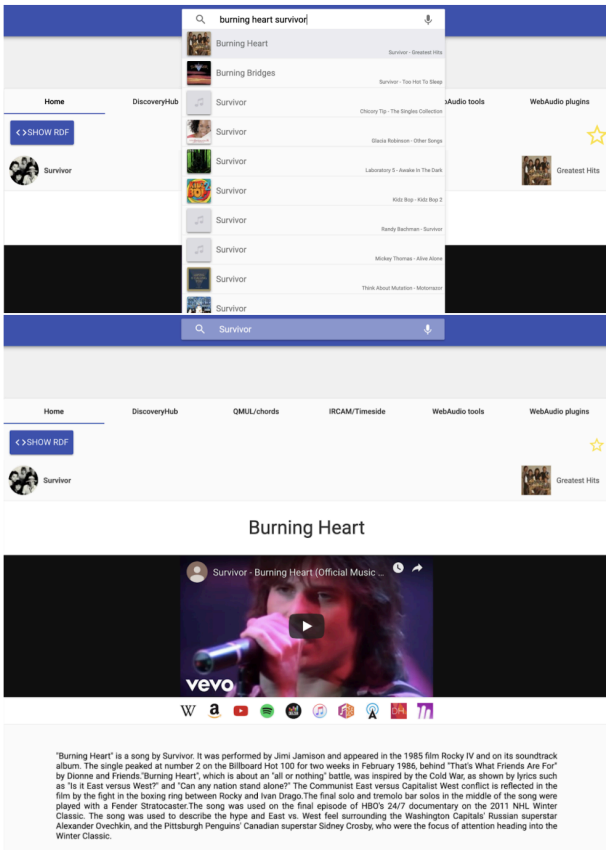 burning heart survivor
Burning Heart
Survivor - Greatest Hits
Burning Bridges
Survivor - Too Hot To Sleep
Home
DiscoveryHub
Survivor
Chicory Tip - The Singles Collection
bAudio tools
WebAudio plugins
< >SHOW RDF
Survivor
Glauia Robinson - Other Songs
Survivor
Survivor
Laboratory 5 - Awake In The Dark
Greatest Hits
Survivor
Kidz Bop - Kidz Bop 2
Survivor
Randy Bachman - Survivor
Survivor
Mickey Thomas - Alive Alone
Survivor
Think About Mutation - Motorrazor
Survivor
Survivor
Home
DiscoveryHub
QMUL/chords
IRCAM/Timeside
WebAudio tools
WebAudio plugins
< >SHOW RDF
Survivor
Greatest Hits
Burning Heart
Survivor - Burning Heart (Official Music ...
vevo
W a DH
"Burning Heart" is a song by Survivor. It was performed by Jimi Jamison and appeared in the 1985 film Rocky IV and on its soundtrack
album. The single peaked at number 2 on the Billboard Hot 100 for two weeks in February 1986, behind "That's What Friends Are For"
by Dionne and Friends."Burning Heart", which is about an "all or nothing" battle, was inspired by the Cold War, as shown by lyrics such
as "Is it East versus West?" and "Can any nation stand alone?" The Communist East versus Capitalist West conflict is reflected in the
film by the fight in the boxing ring between Rocky and Ivan Drago.The final solo and tremolo bar solos in the middle of the song were
played with a Fender Stratocaster.The song was used on the final episode of HBO's 24/7 documentary on the 2011 NHL Winter
Classic. The song was used to describe the hype and East vs. West feel surrounding the Washington Capitals' Russian superstar
Alexander Ovechkin, and the Pittsburgh Penguins' Canadian superstar Sidney Crosby, who were the focus of attention heading into the
Winter Classic.